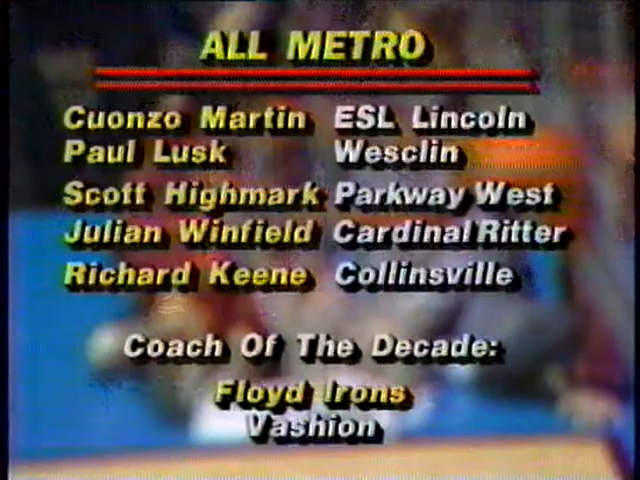 ALL METRO
Cuonzo Martin ESL Lincoln
Paul Lusk Wesclin
Scott Highmark Parkway West
Julian Winfield Cardinal Ritter
Richard Keene Collinsville
Coach Of The Decade:
Floyd Irons
Vashion